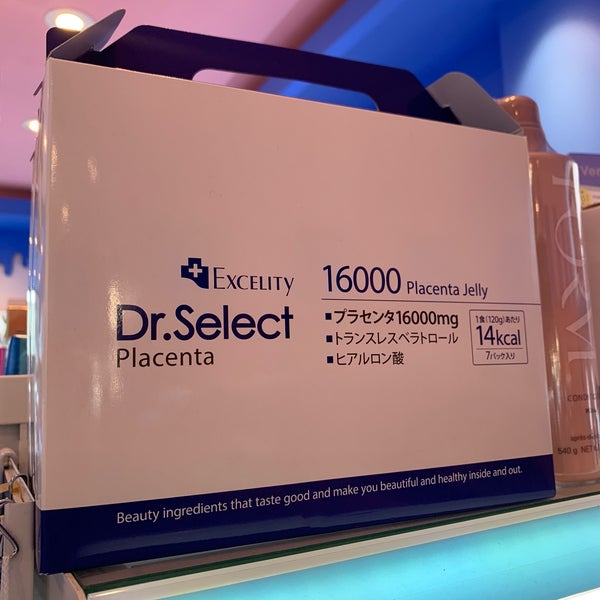 EXCELITY
Dr.Select
Placenta
16000 Placenta Jelly
■プラセンタ16000mg
■トランスレスベラトロール
■ヒアルロン酸
1食(120g)あたり
14kcal
7パック入り
Beauty ingredients that taste good and make you beautiful and healthy inside and out.
540 g NET